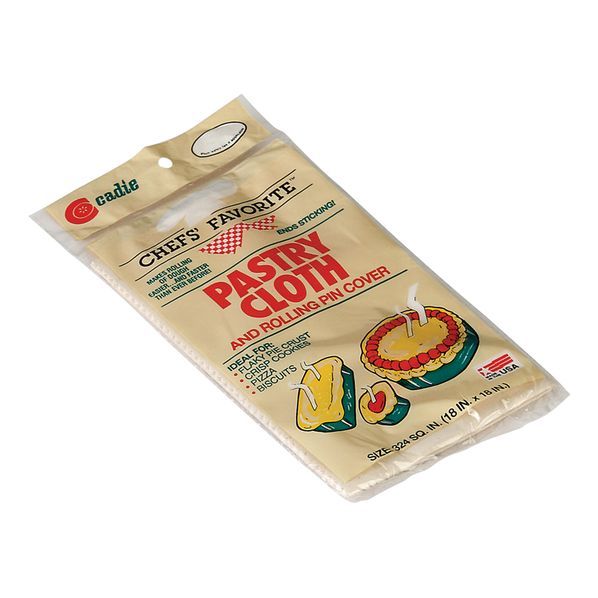 cadie
CHEFS' FAVORITE™
MAKES ROLLING
OF DOUGH
EASIER...AND FASTER
THAN EVER BEFORE!
ENDS STICKING!
PASTRY
CLOTH
AND ROLLING PIN COVER
IDEAL FOR:
• FLAKY PIE CRUST
• CRISP COOKIES
• PIZZA
• BISCUITS
USA
SIZE 324 SQ. IN. (18 IN. x 18 IN.)